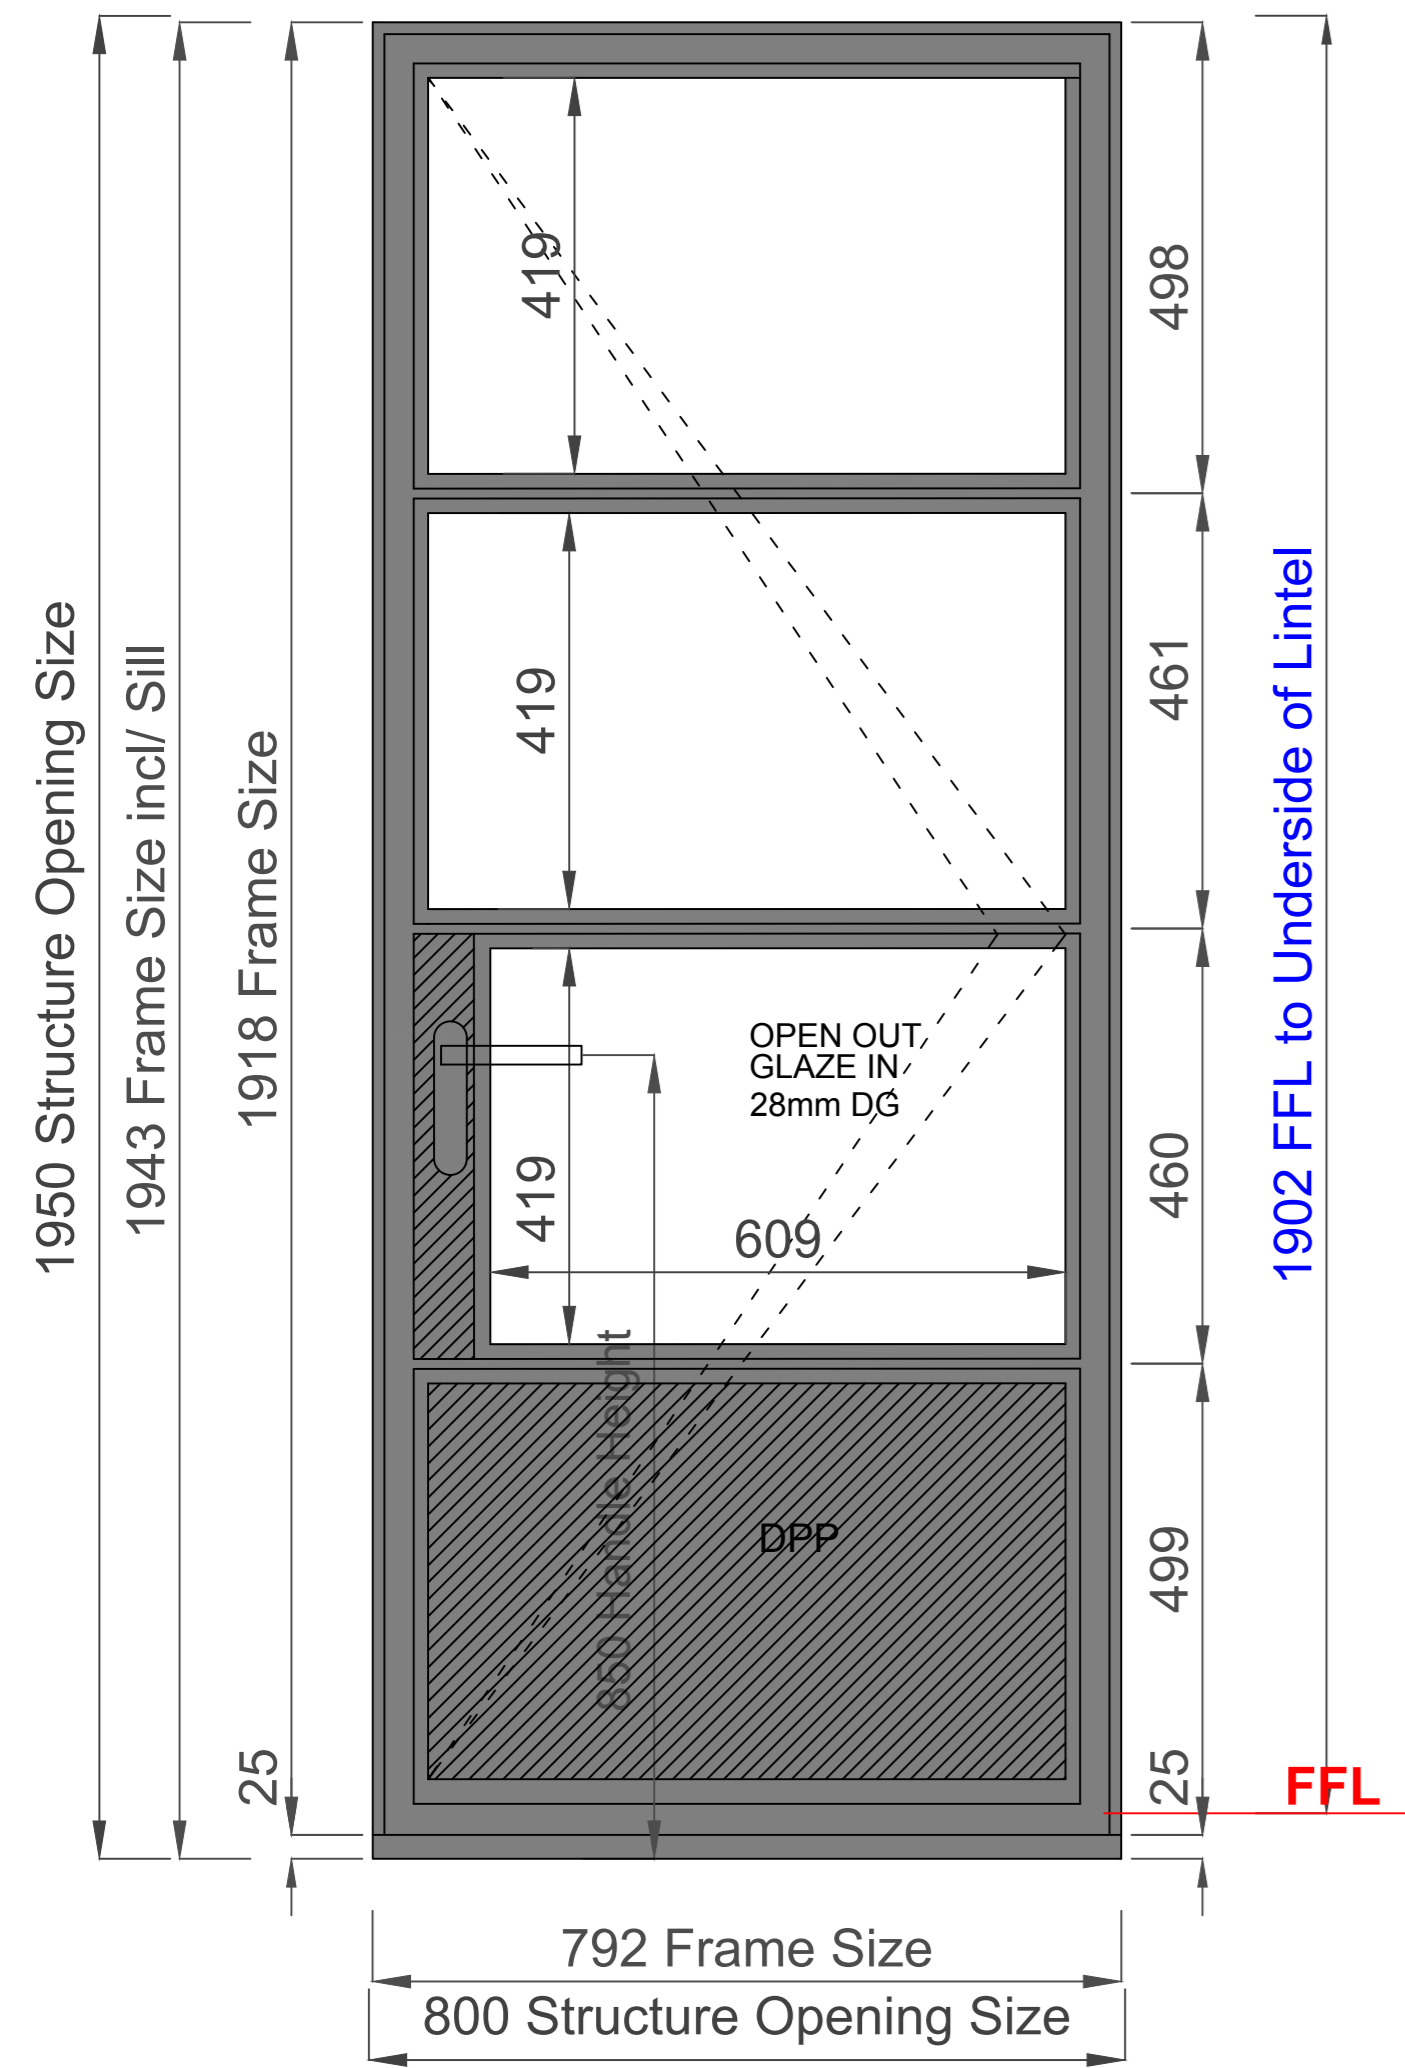 1950 Structure Opening Size
1943 Frame Size incl/ Sill
1918 Frame Size
25
419
419
419
609
OPEN OUT
GLAZE IN
28mm DG
850 Handle Height
DPP
498
461
460
499
25
1902 FFL to Underside of Lintel
FFL
792 Frame Size
800 Structure Opening Size